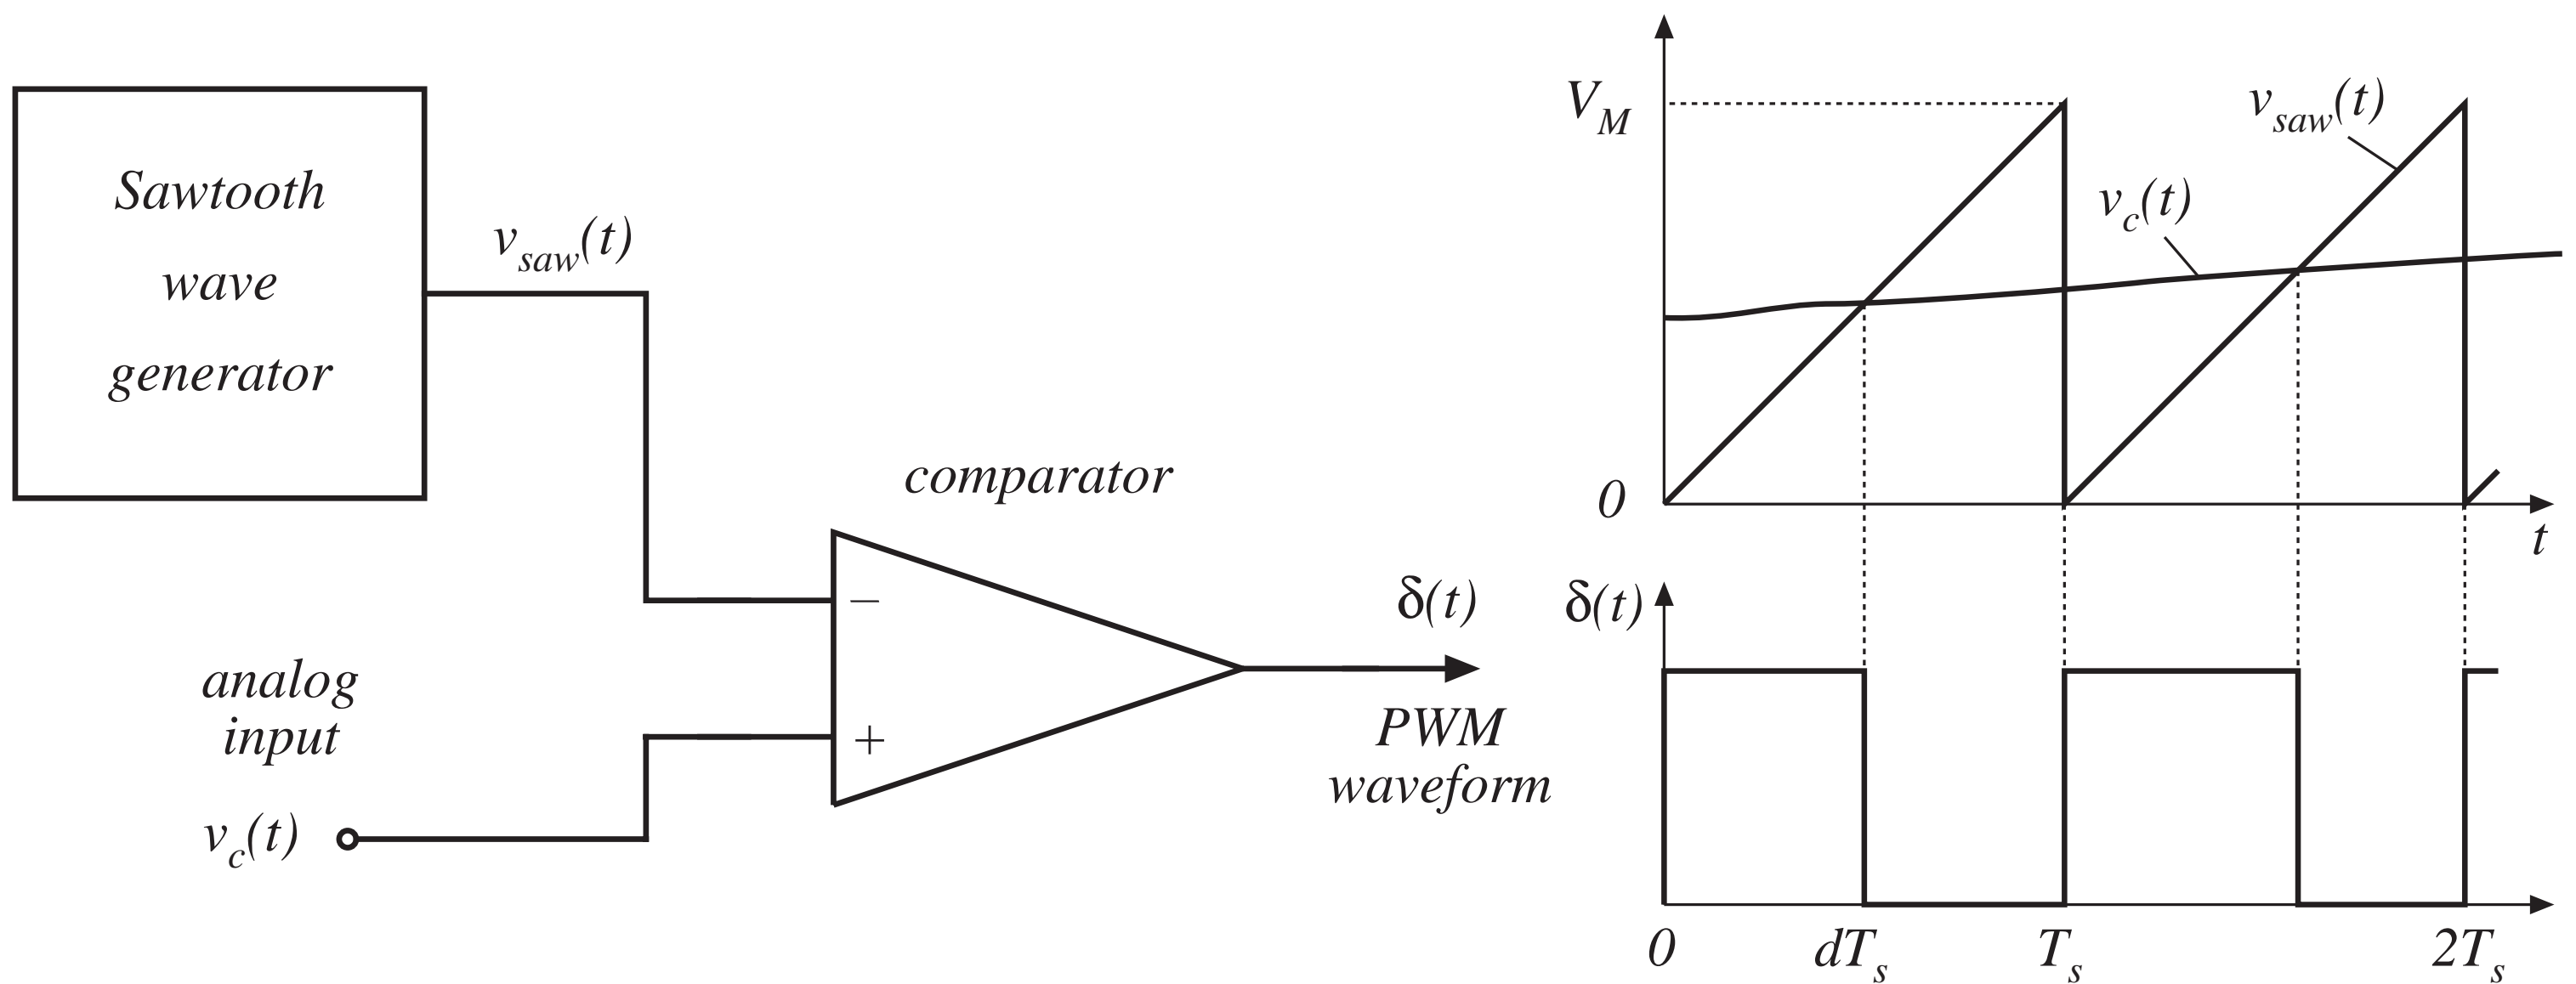 Sawtooth
wave
generator
v_saw(t)
comparator
−
+
analog
input
v_c(t)
δ(t)
PWM
waveform
V_M
v_saw(t)
v_c(t)
0
t
δ(t)
0
dT_s
T_s
2T_s